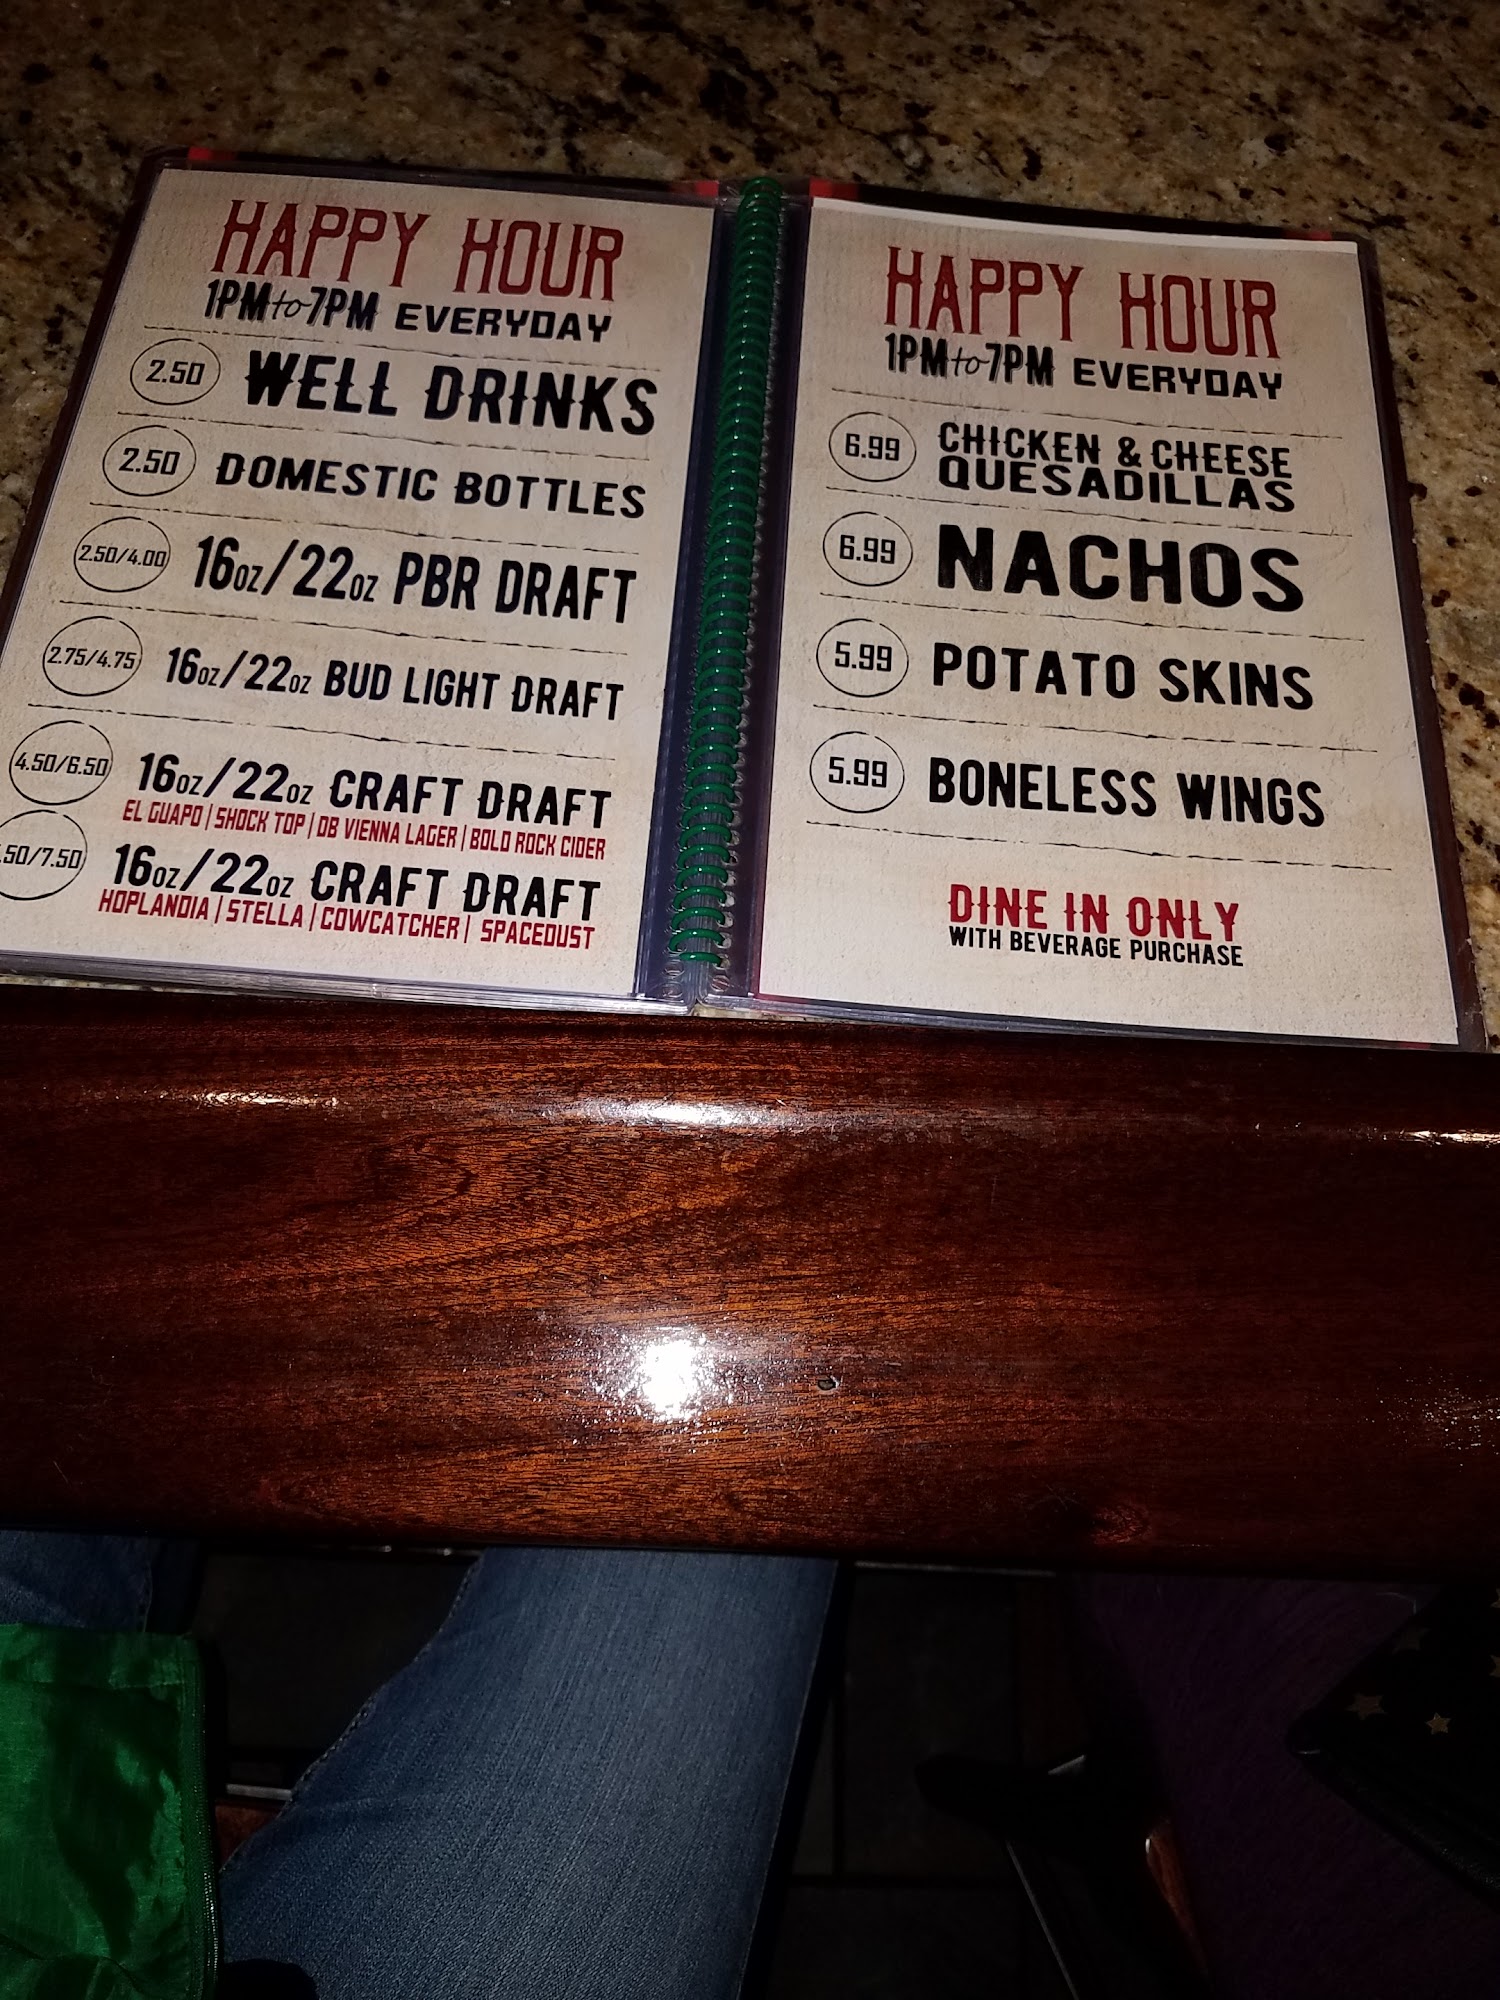 HAPPY HOUR
1PM to 7PM EVERYDAY
2.50 WELL DRINKS
2.50 DOMESTIC BOTTLES
2.50/4.00 16oz/22oz PBR DRAFT
2.75/4.75 16oz/22oz BUD LIGHT DRAFT
4.50/6.50 16oz/22oz CRAFT DRAFT
EL GUAPO | SHOCK TOP | DB VIENNA LAGER | BOLD ROCK CIDER
.50/7.50 16oz/22oz CRAFT DRAFT
HOPLANDIA | STELLA | COWCATCHER | SPACEDUST
HAPPY HOUR
1PM to 7PM EVERYDAY
6.99 CHICKEN & CHEESE
QUESADILLAS
6.99 NACHOS
5.99 POTATO SKINS
5.99 BONELESS WINGS
DINE IN ONLY
WITH BEVERAGE PURCHASE